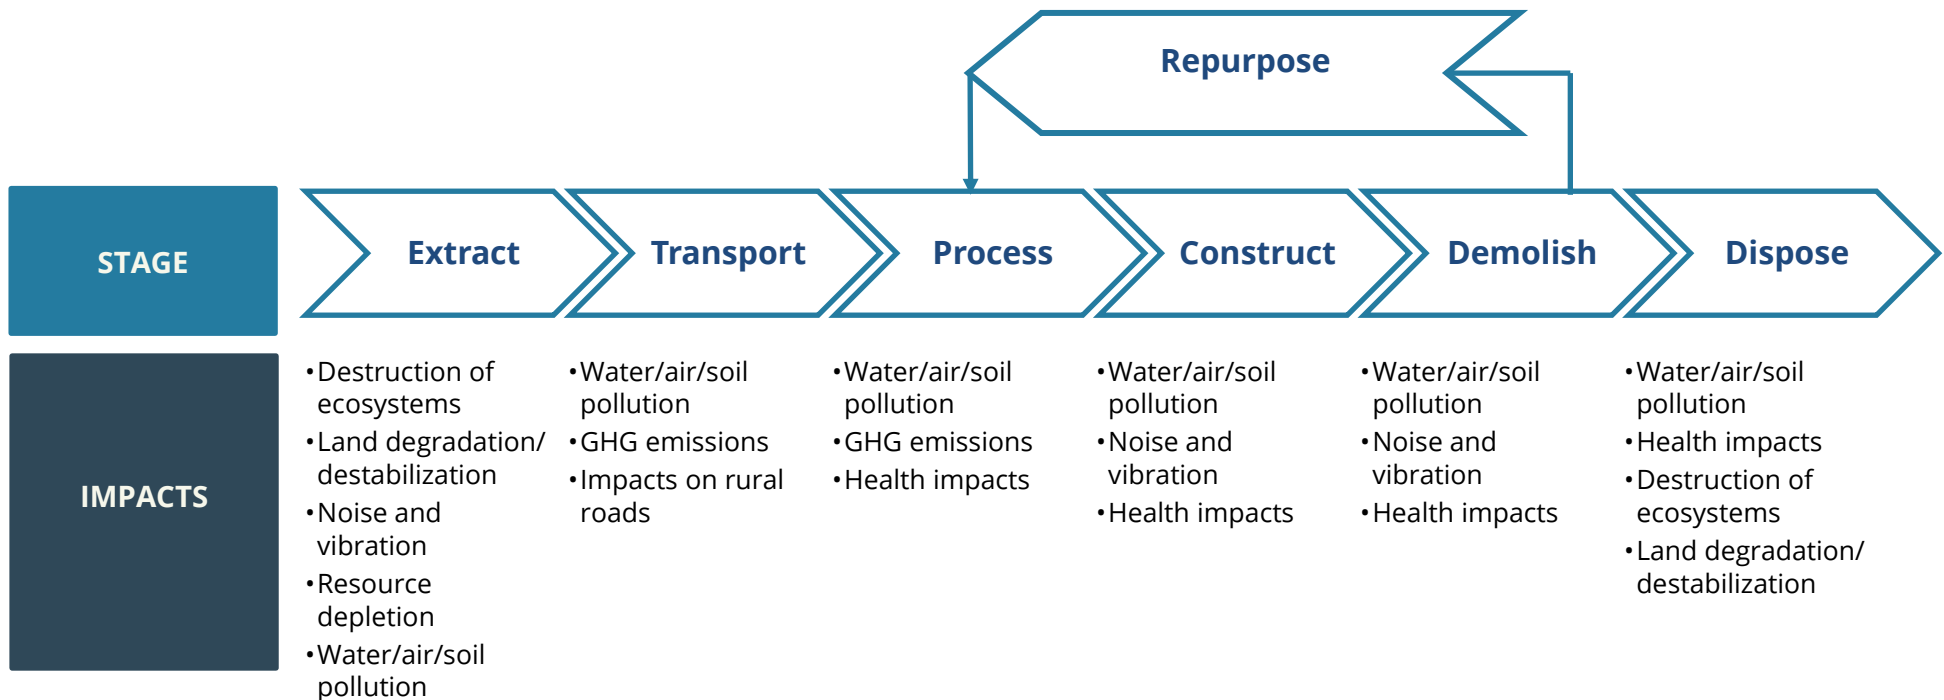 Repurpose
STAGE
Extract
Transport
Process
Construct
Demolish
Dispose
IMPACTS
•Destruction of
ecosystems
•Land degradation/
destabilization
•Noise and
vibration
•Resource
depletion
•Water/air/soil
pollution
•Water/air/soil
pollution
•GHG emissions
•Impacts on rural
roads
•Water/air/soil
pollution
•GHG emissions
•Health impacts
•Water/air/soil
pollution
•Noise and
vibration
•Health impacts
•Water/air/soil
pollution
•Noise and
vibration
•Health impacts
•Water/air/soil
pollution
•Health impacts
•Destruction of
ecosystems
•Land degradation/
destabilization